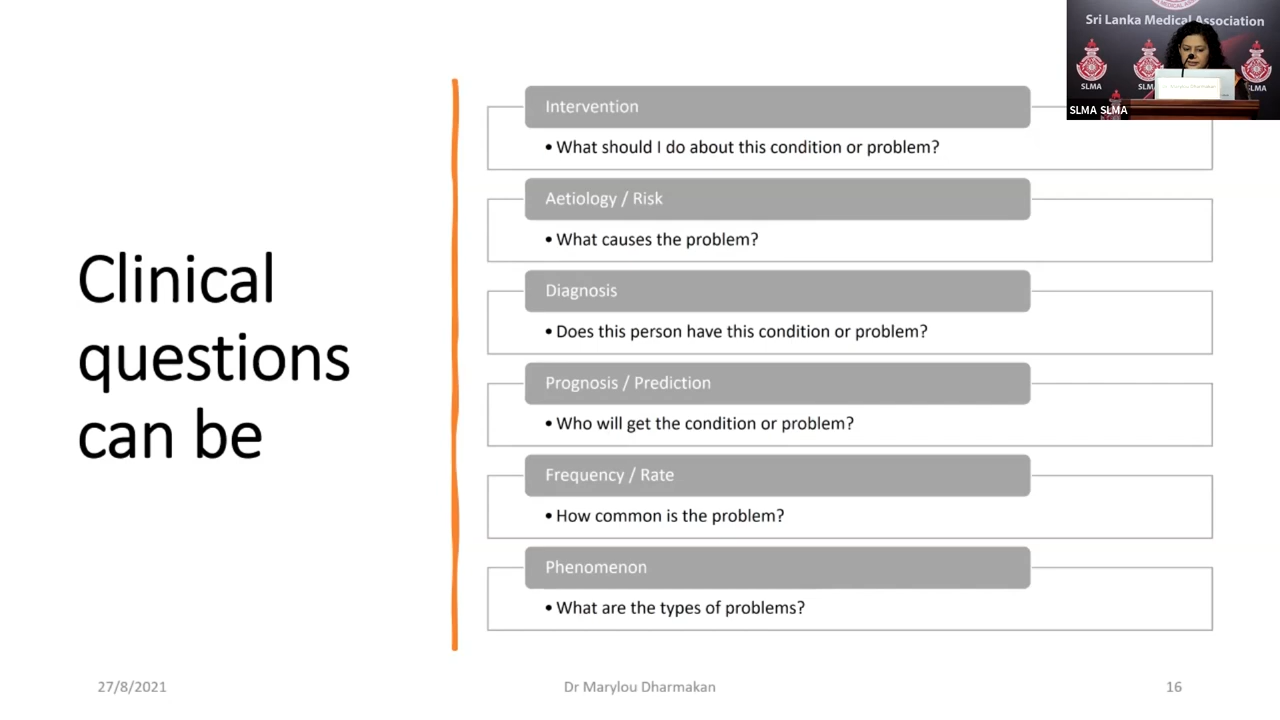 Clinical
questions
can be
Intervention
• What should I do about this condition or problem?
Aetiology / Risk
• What causes the problem?
Diagnosis
• Does this person have this condition or problem?
Prognosis / Prediction
• Who will get the condition or problem?
Frequency / Rate
• How common is the problem?
Phenomenon
• What are the types of problems?
27/8/2021
Dr Marylou Dharmakan
16
Sri Lanka Medical Association
SLMA
SLMA SLMA